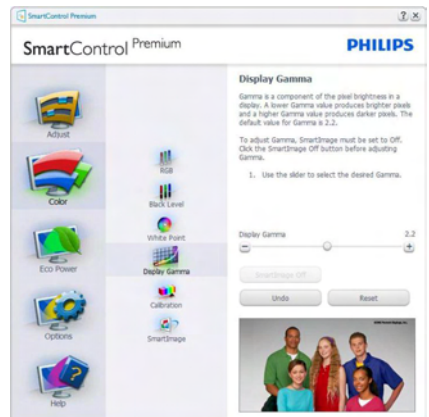 SmartControl Premium
SmartControl Premium
PHILIPS
Adjust
Color
Eco Power
Options
Help
RGB
Black Level
White Point
Display Gamma
Calibration
SmartImage
Display Gamma
Gamma is a component of the pixel brightness in a
display. A lower Gamma value produces brighter pixels
and a higher Gamma value produces darker pixels. The
default value for Gamma is 2.2.
To adjust Gamma, SmartImage must be set to Off.
Click the SmartImage Off button before adjusting
Gamma.
1. Use the slider to select the desired Gamma.
Display Gamma 2.2
SmartImage Off
Undo Reset